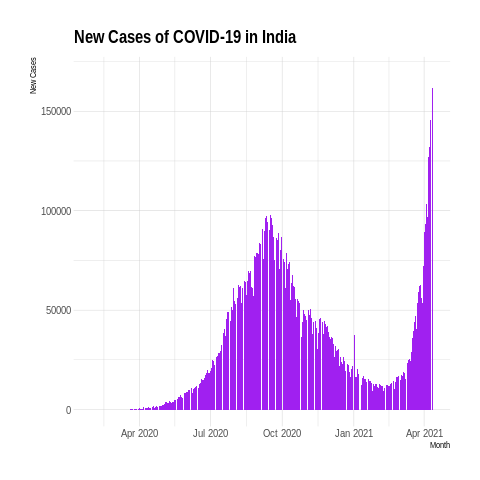 New Cases of COVID-19 in India
New Cases
150000
100000
50000
0
Apr 2020 Jul 2020 Oct 2020 Jan 2021 Apr 2021
Month